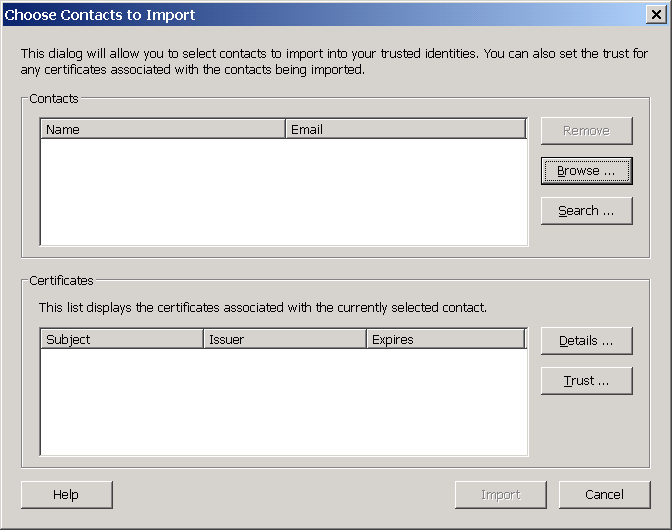 Choose Contacts to Import
This dialog will allow you to select contacts to import into your trusted identities. You can also set the trust for
any certificates associated with the contacts being imported.
Contacts
Name Email
Remove
Browse ...
Search ...
Certificates
This list displays the certificates associated with the currently selected contact.
Subject Issuer Expires
Details ...
Trust ...
Help Import Cancel